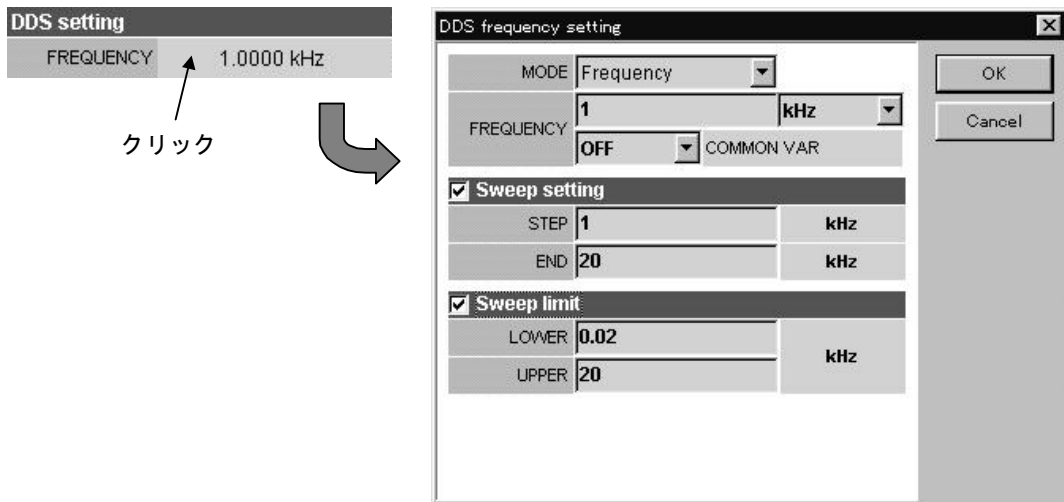 DDS setting
FREQUENCY 1.0000 kHz
クリック
DDS frequency setting
MODE Frequency
FREQUENCY 1 kHz
OFF COMMON VAR
Sweep setting
STEP 1 kHz
END 20 kHz
Sweep limit
LOWER 0.02
kHz
UPPER 20
OK
Cancel